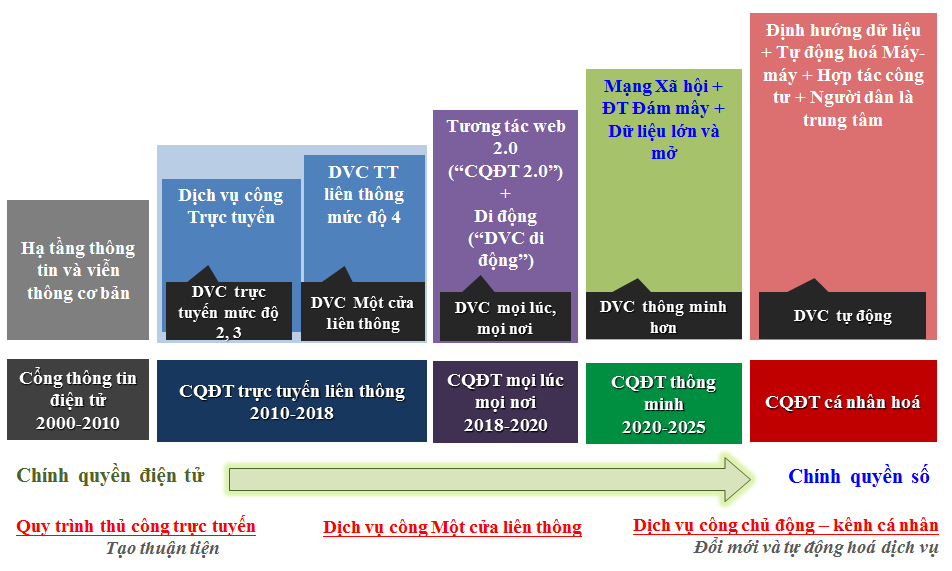 Hạ tầng thông
tin và viễn
thông cơ bản
Cổng thông tin
điện tử
2000-2010
Dịch vụ công
Trực tuyến
DVC trực
tuyến mức độ
2, 3
DVC TT
liên thông
mức độ 4
DVC Một cửa
liên thông
CQĐT trực tuyến liên thông
2010-2018
Tương tác web
2.0
(“CQĐT 2.0”)
+
Di động
(“DVC di
động”)
DVC mọi lúc,
mọi nơi
CQĐT mọi lúc
mọi nơi
2018-2020
Mạng Xã hội +
ĐT Đám mây +
Dữ liệu lớn và
mở
DVC thông minh
hơn
CQĐT thông
minh
2020-2025
Định hướng dữ liệu
+ Tự động hoá Máy-
máy + Hợp tác công
tư + Người dân là
trung tâm
DVC tự động
CQĐT cá nhân hoá
Chính quyền điện tử
Chính quyền số
Quy trình thủ công trực tuyến
Tạo thuận tiện
Dịch vụ công Một cửa liên thông
Dịch vụ công chủ động – kênh cá nhân
Đổi mới và tự động hoá dịch vụ